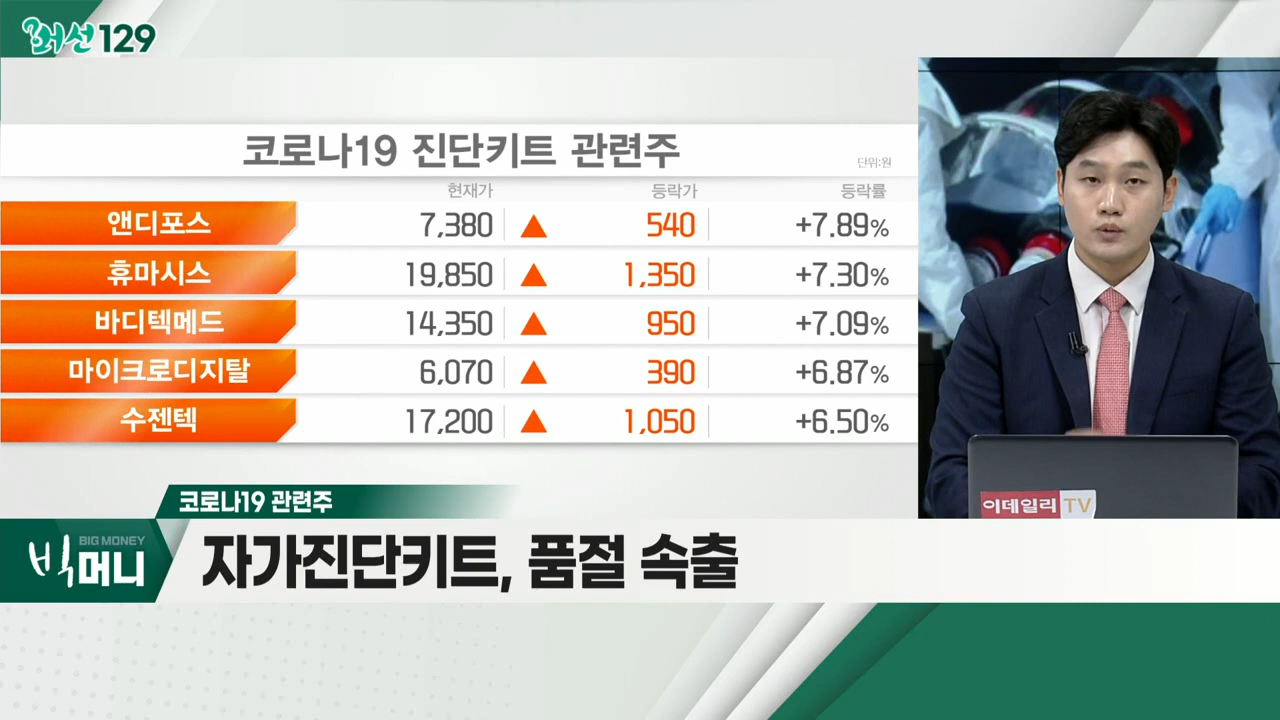 머선129
코로나19 진단키트 관련주
단위:원
현재가 등락가 등락률
앤디포스 7,380 ▲ 540 +7.89%
휴마시스 19,850 ▲ 1,350 +7.30%
바디텍메드 14,350 ▲ 950 +7.09%
마이크로디지탈 6,070 ▲ 390 +6.87%
수젠텍 17,200 ▲ 1,050 +6.50%
이데일리TV
코로나19 관련주
BIG MONEY
빅머니
자가진단키트, 품절 속출